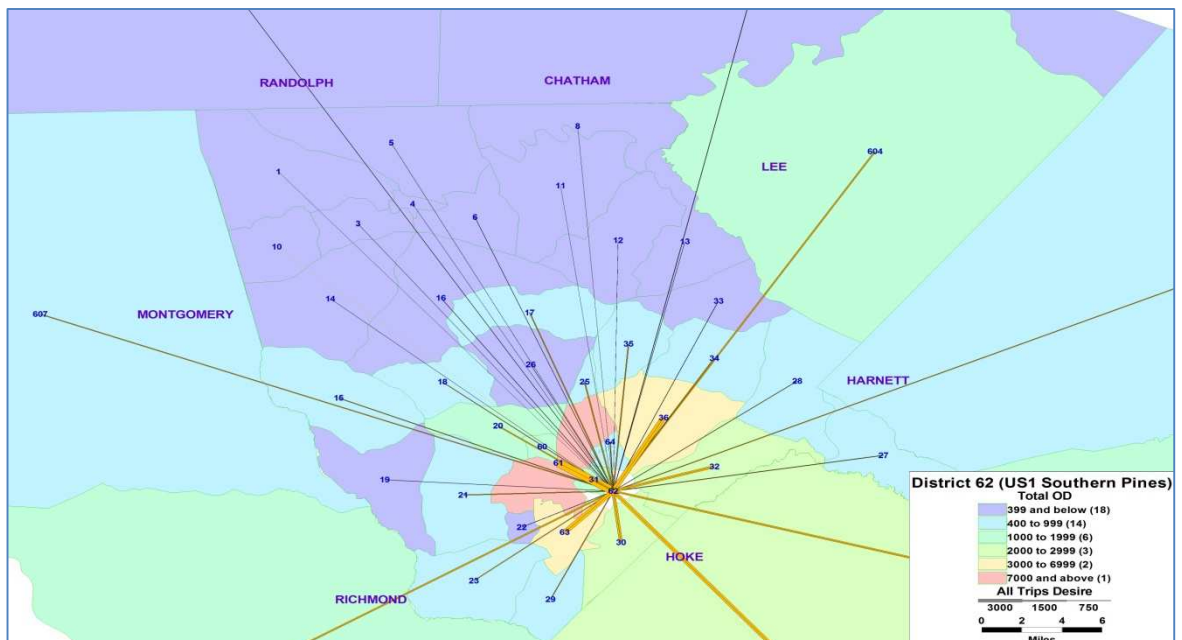 RANDOLPH
CHATHAM
8
5
604
LEE
1
11
4
6
3
12
13
10
16
14
33
607
MONTGOMERY
17
35
34
26
18
25
28
HARNETT
15
36
20
60
64
27
61
32
31
19
62
21
22
63
30
HOKE
23
29
RICHMOND
District 62 (US1 Southern Pines)
Total OD
399 and below (18)
400 to 999 (14)
1000 to 1999 (6)
2000 to 2999 (3)
3000 to 6999 (2)
7000 and above (1)
All Trips Desire
3000 1500 750
0 2 4 6
Miles